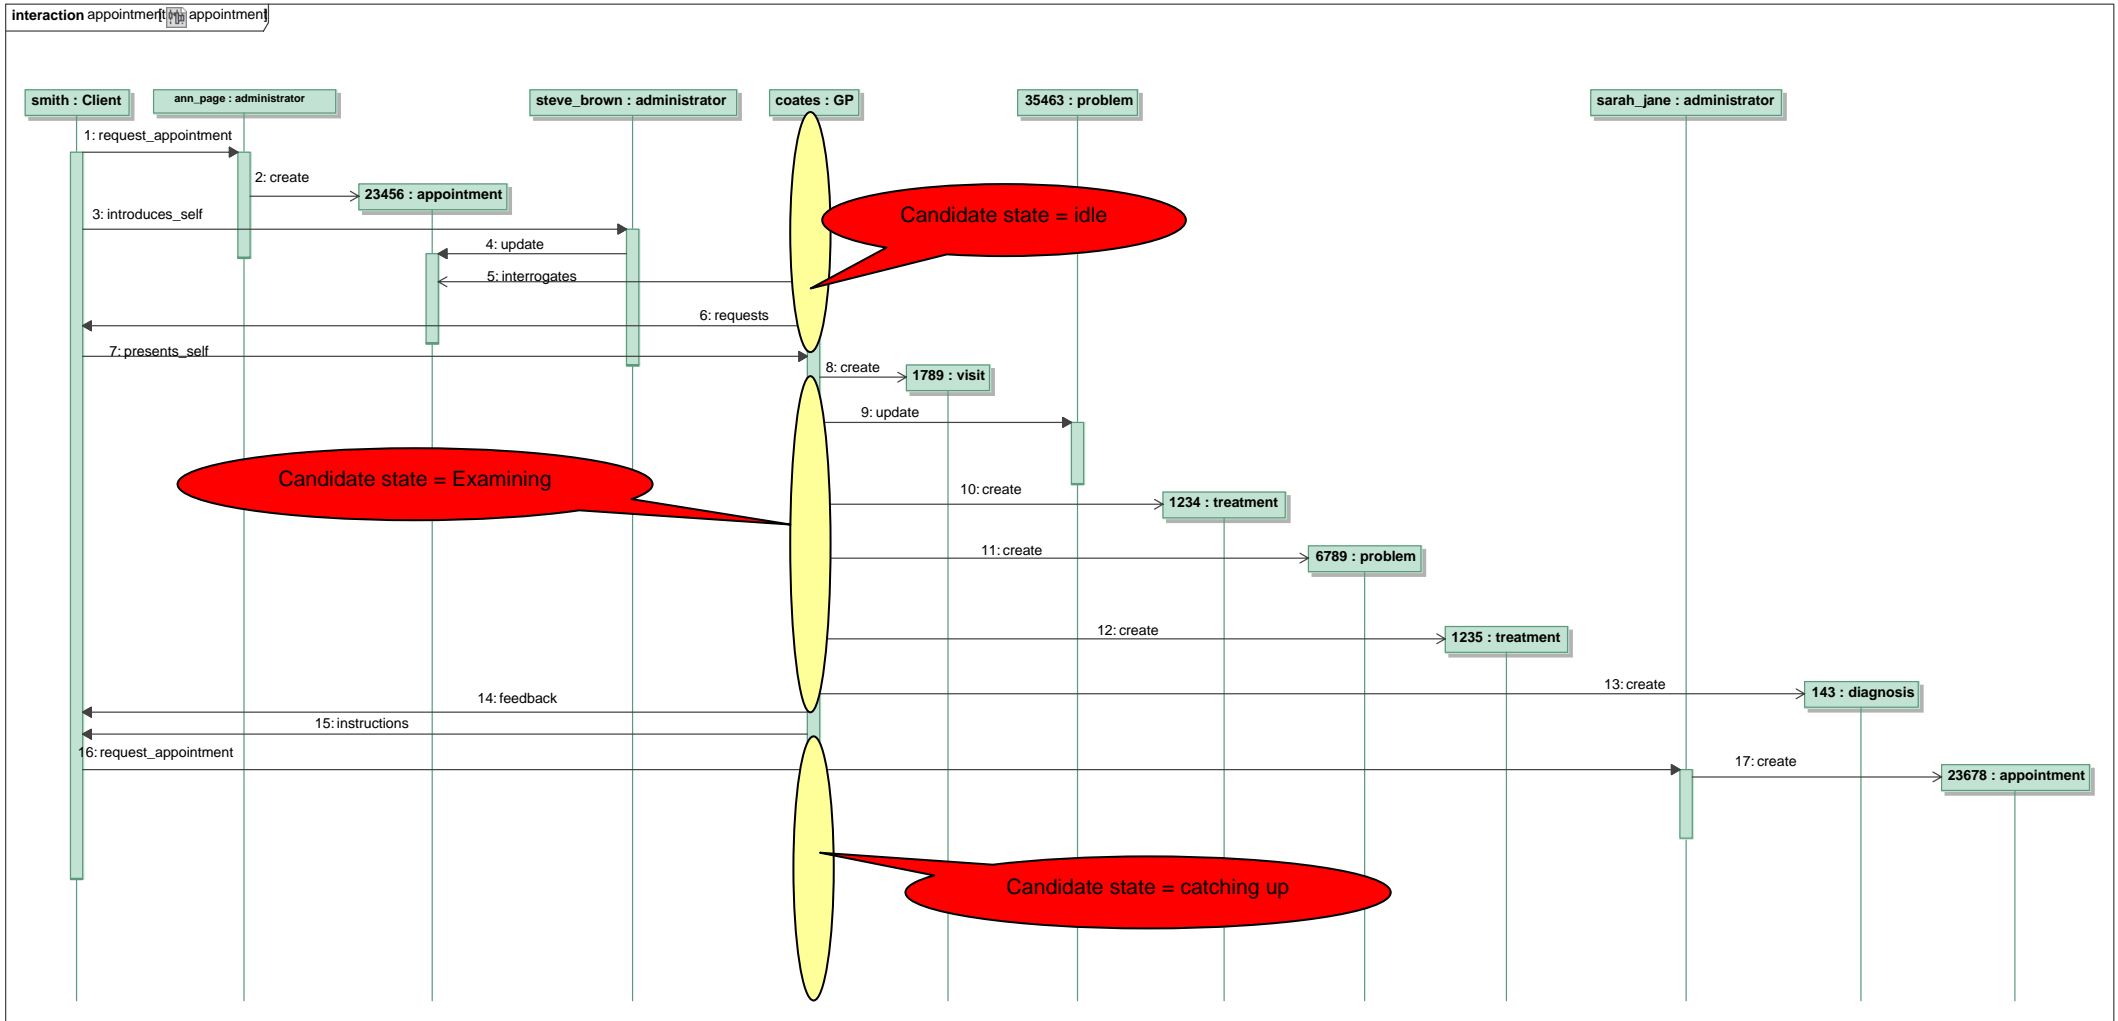 interaction appointment[ appointment]
smith : Client
ann_page : administrator
steve_brown : administrator
coates : GP
35463 : problem
sarah_jane : administrator
1: request_appointment
2: create
23456 : appointment
3: introduces_self
Candidate state = idle
4: update
5: interrogates
6: requests
7: presents_self
8: create
1789 : visit
9: update
Candidate state = Examining
10: create
1234 : treatment
11: create
6789 : problem
12: create
1235 : treatment
13: create
143 : diagnosis
14: feedback
15: instructions
16: request_appointment
17: create
23678 : appointment
Candidate state = catching up